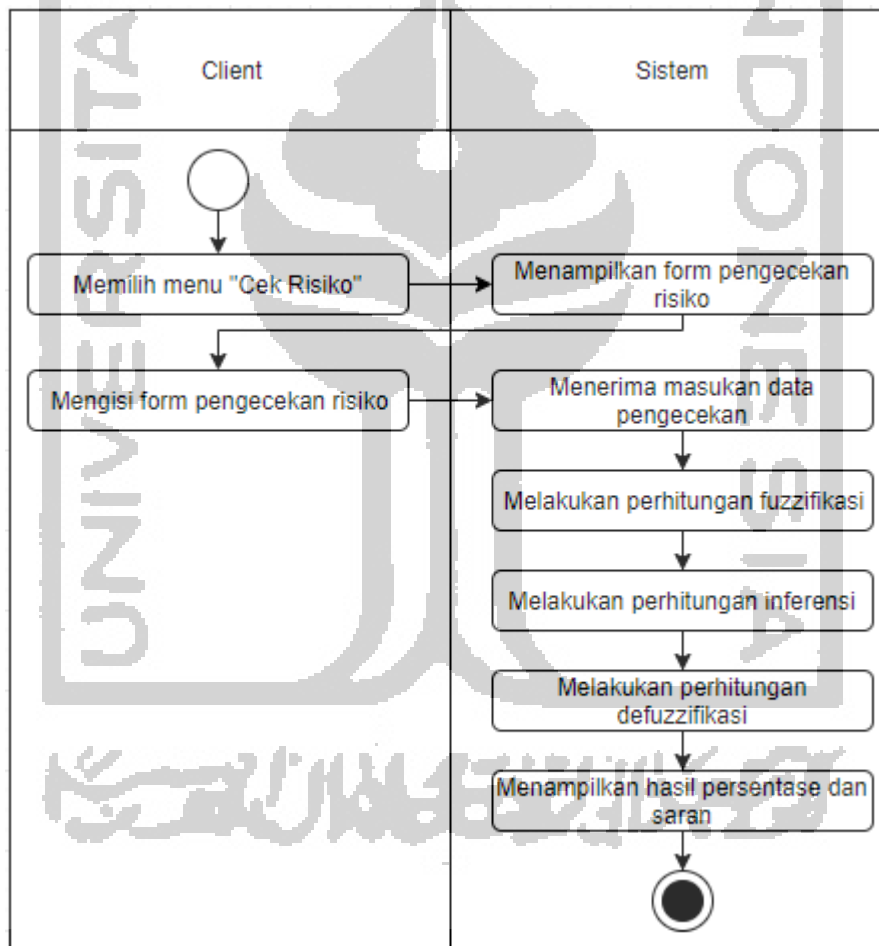 Client
Sistem
Memilih menu "Cek Risiko"
Menampilkan form pengecekan
risiko
Mengisi form pengecekan risiko
Menerima masukan data
pengecekan
Melakukan perhitungan fuzzifikasi
Melakukan perhitungan inferensi
Melakukan perhitungan
defuzzifikasi
Menampilkan hasil persentase dan
saran
UNIVERSITA